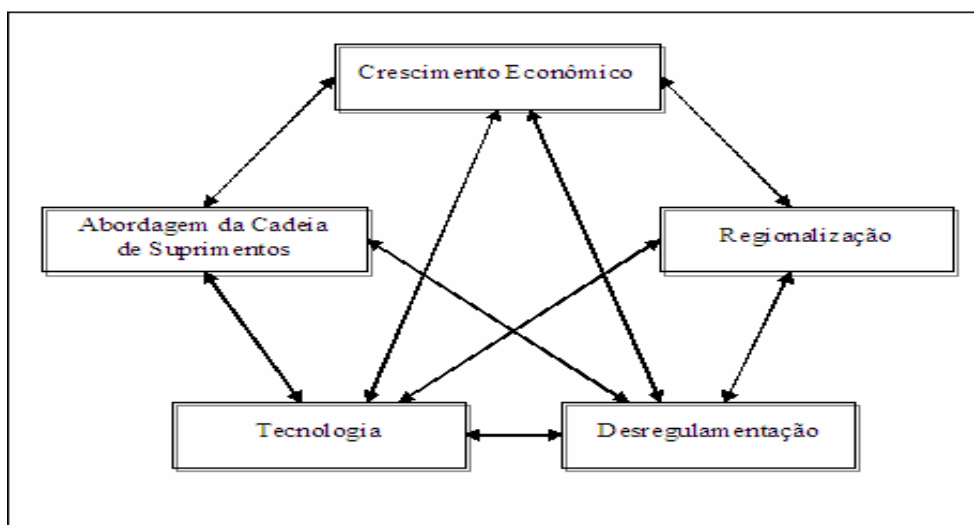 Crescimento Econômico
Abordagem da Cadeia
de Suprimentos
Regionalização
Tecnologia
Desregulamentação